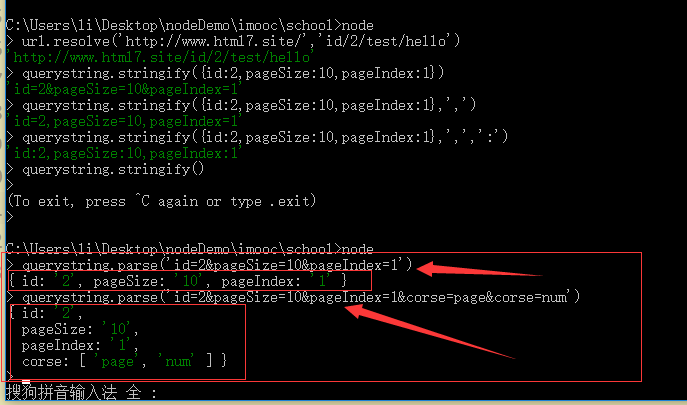 C:\Users\li\Desktop\nodeDemo\imooc\school>node
> url.resolve('http://www.html7.site/','id/2/test/hello')
'http://www.html7.site/id/2/test/hello'
> querystring.stringify({id:2,pageSize:10,pageIndex:1})
'id=2&pageSize=10&pageIndex=1'
> querystring.stringify({id:2,pageSize:10,pageIndex:1},',')
'id=2,pageSize=10,pageIndex=1'
> querystring.stringify({id:2,pageSize:10,pageIndex:1},',',':')
'id:2,pageSize:10,pageIndex:1'
> querystring.stringify()
>
(To exit, press ^C again or type .exit)
>
C:\Users\li\Desktop\nodeDemo\imooc\school>node
> querystring.parse('id=2&pageSize=10&pageIndex=1')
{ id: '2', pageSize: '10', pageIndex: '1' }
> querystring.parse('id=2&pageSize=10&pageIndex=1&corse=page&corse=num')
{ id: '2',
pageSize: '10',
pageIndex: '1',
corse: [ 'page', 'num' ] }
>
搜狗拼音输入法 全 :